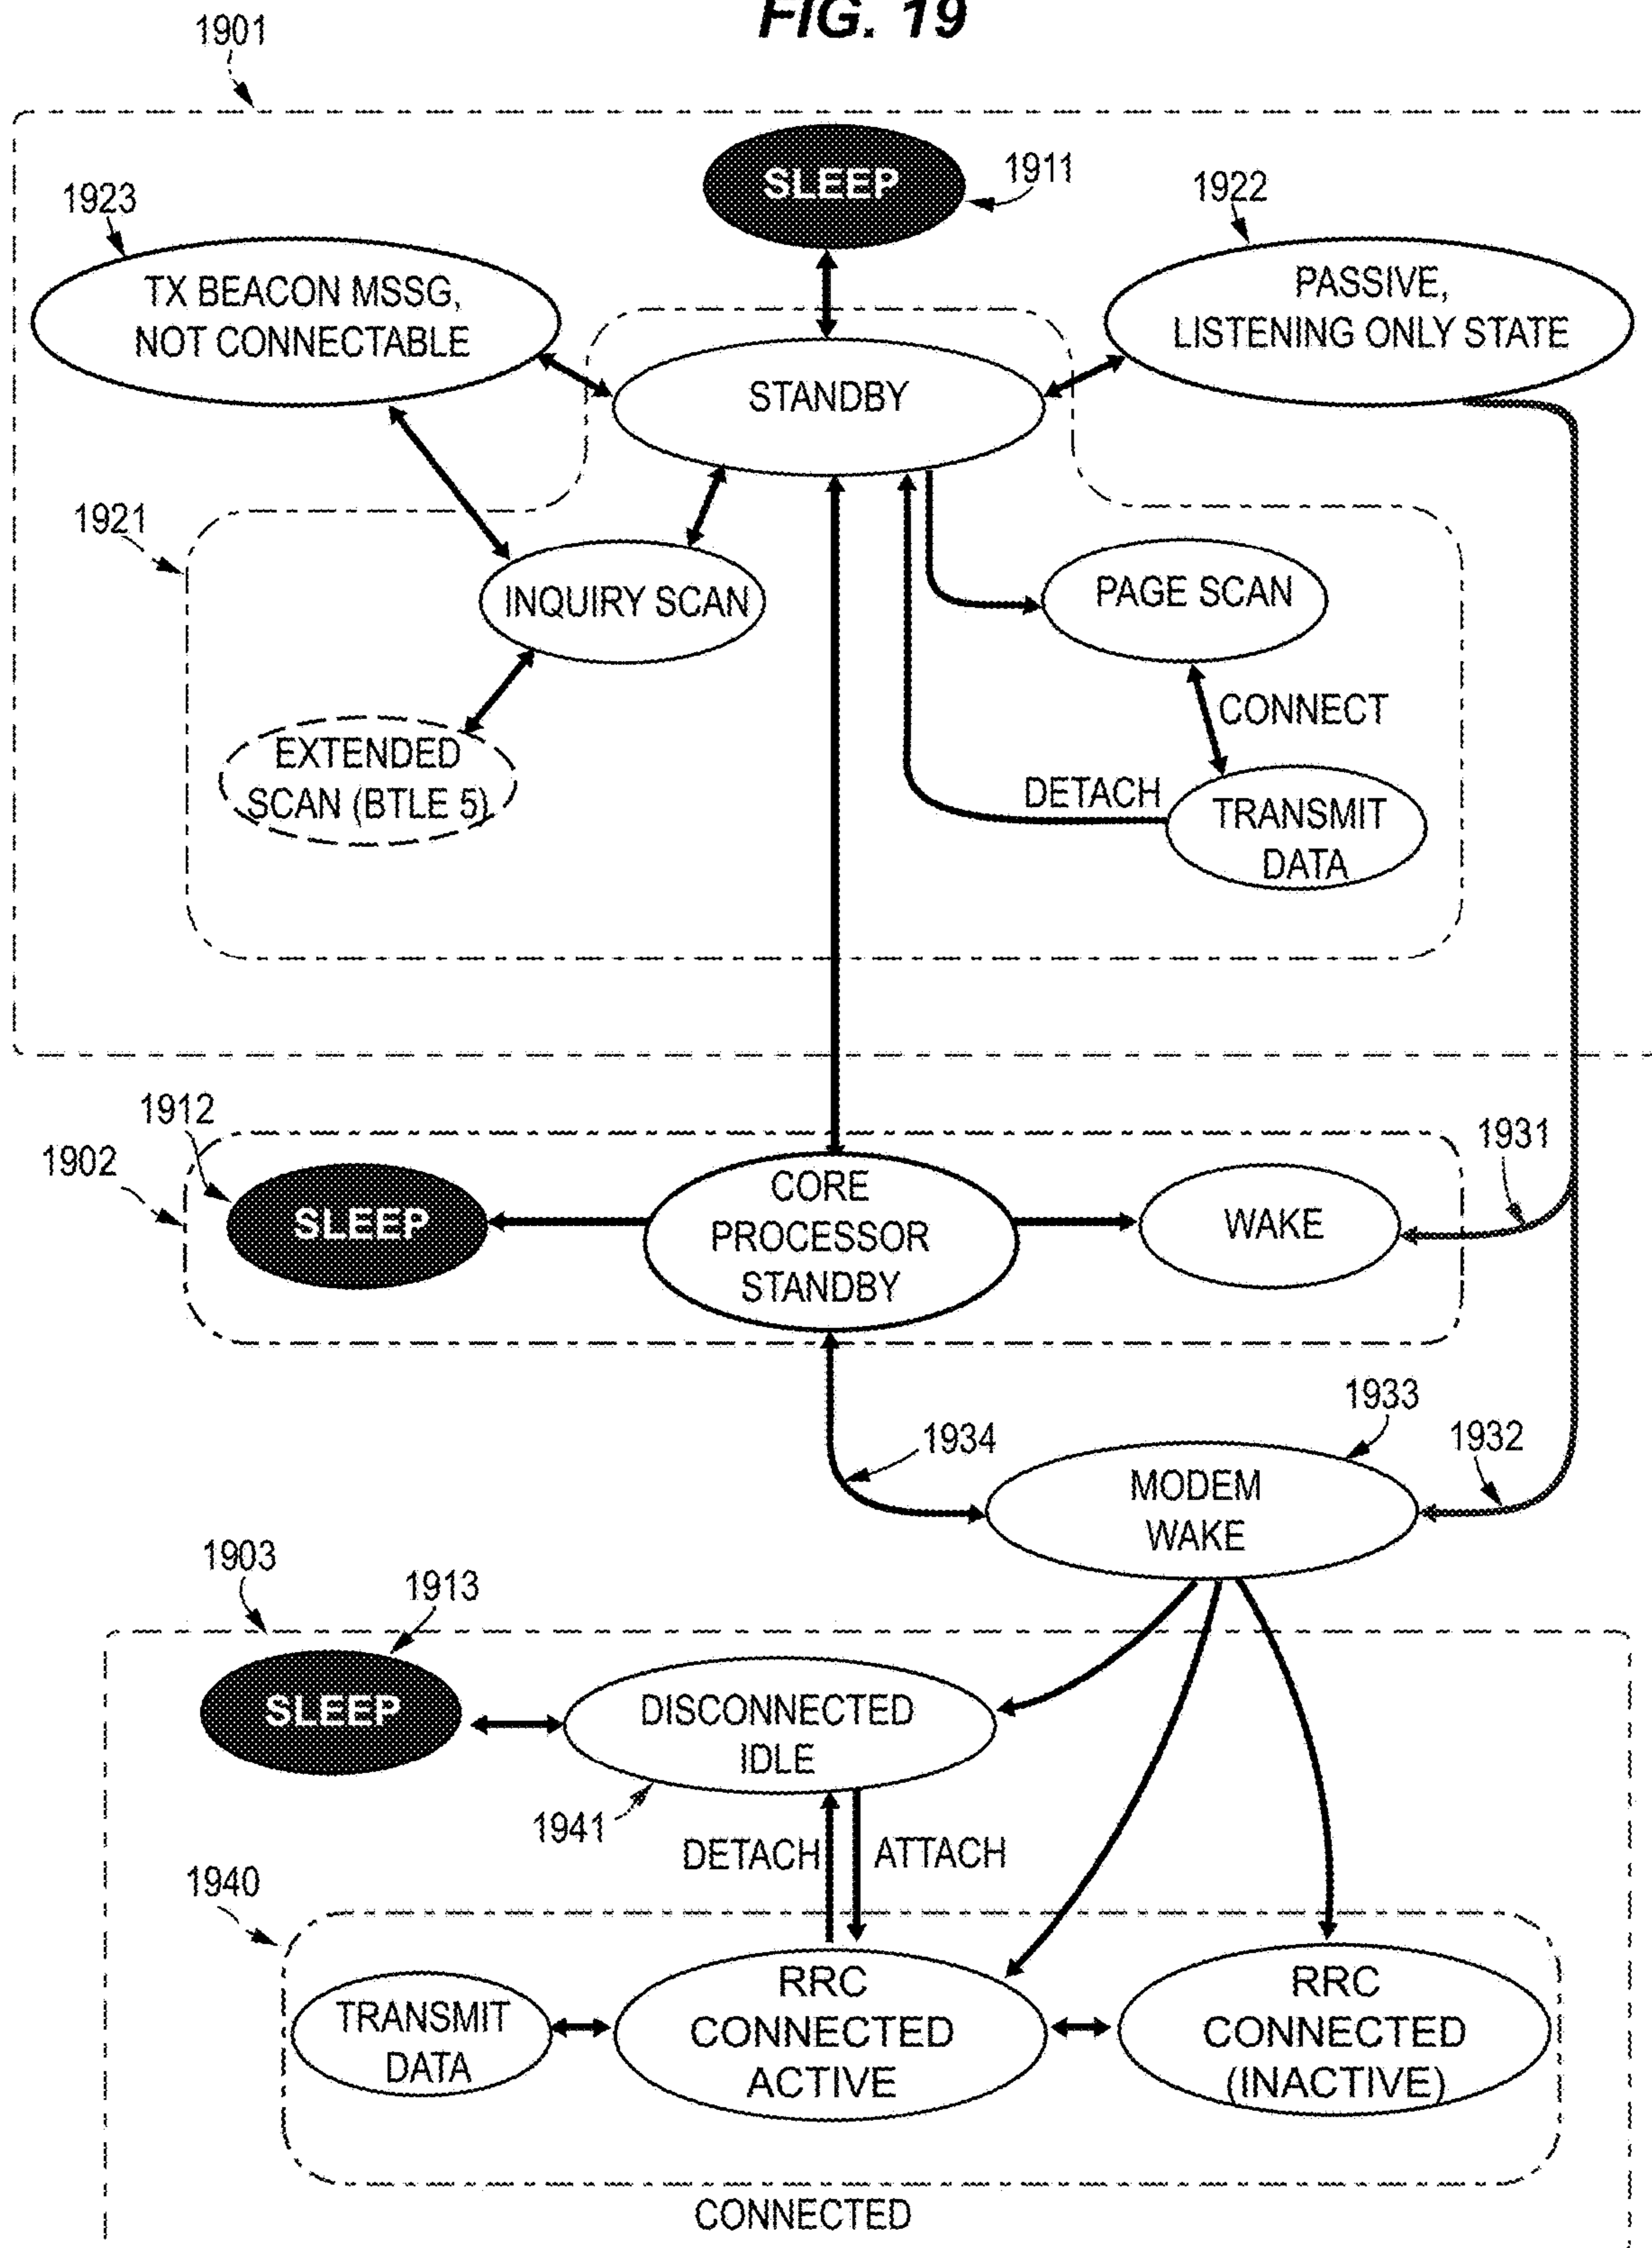 FIG. 19
1901
SLEEP
1911
1923
1922
TX BEACON MSSG,
NOT CONNECTABLE
PASSIVE,
LISTENING ONLY STATE
STANDBY
1921
INQUIRY SCAN
PAGE SCAN
CONNECT
EXTENDED
SCAN (BTLE 5)
DETACH
TRANSMIT
DATA
1912
1902
1931
SLEEP
CORE
PROCESSOR
STANDBY
WAKE
1933
1934
1932
MODEM
WAKE
1903
1913
SLEEP
DISCONNECTED
IDLE
1941
DETACH
ATTACH
1940
TRANSMIT
DATA
RRC
CONNECTED
ACTIVE
RRC
CONNECTED
(INACTIVE)
CONNECTED